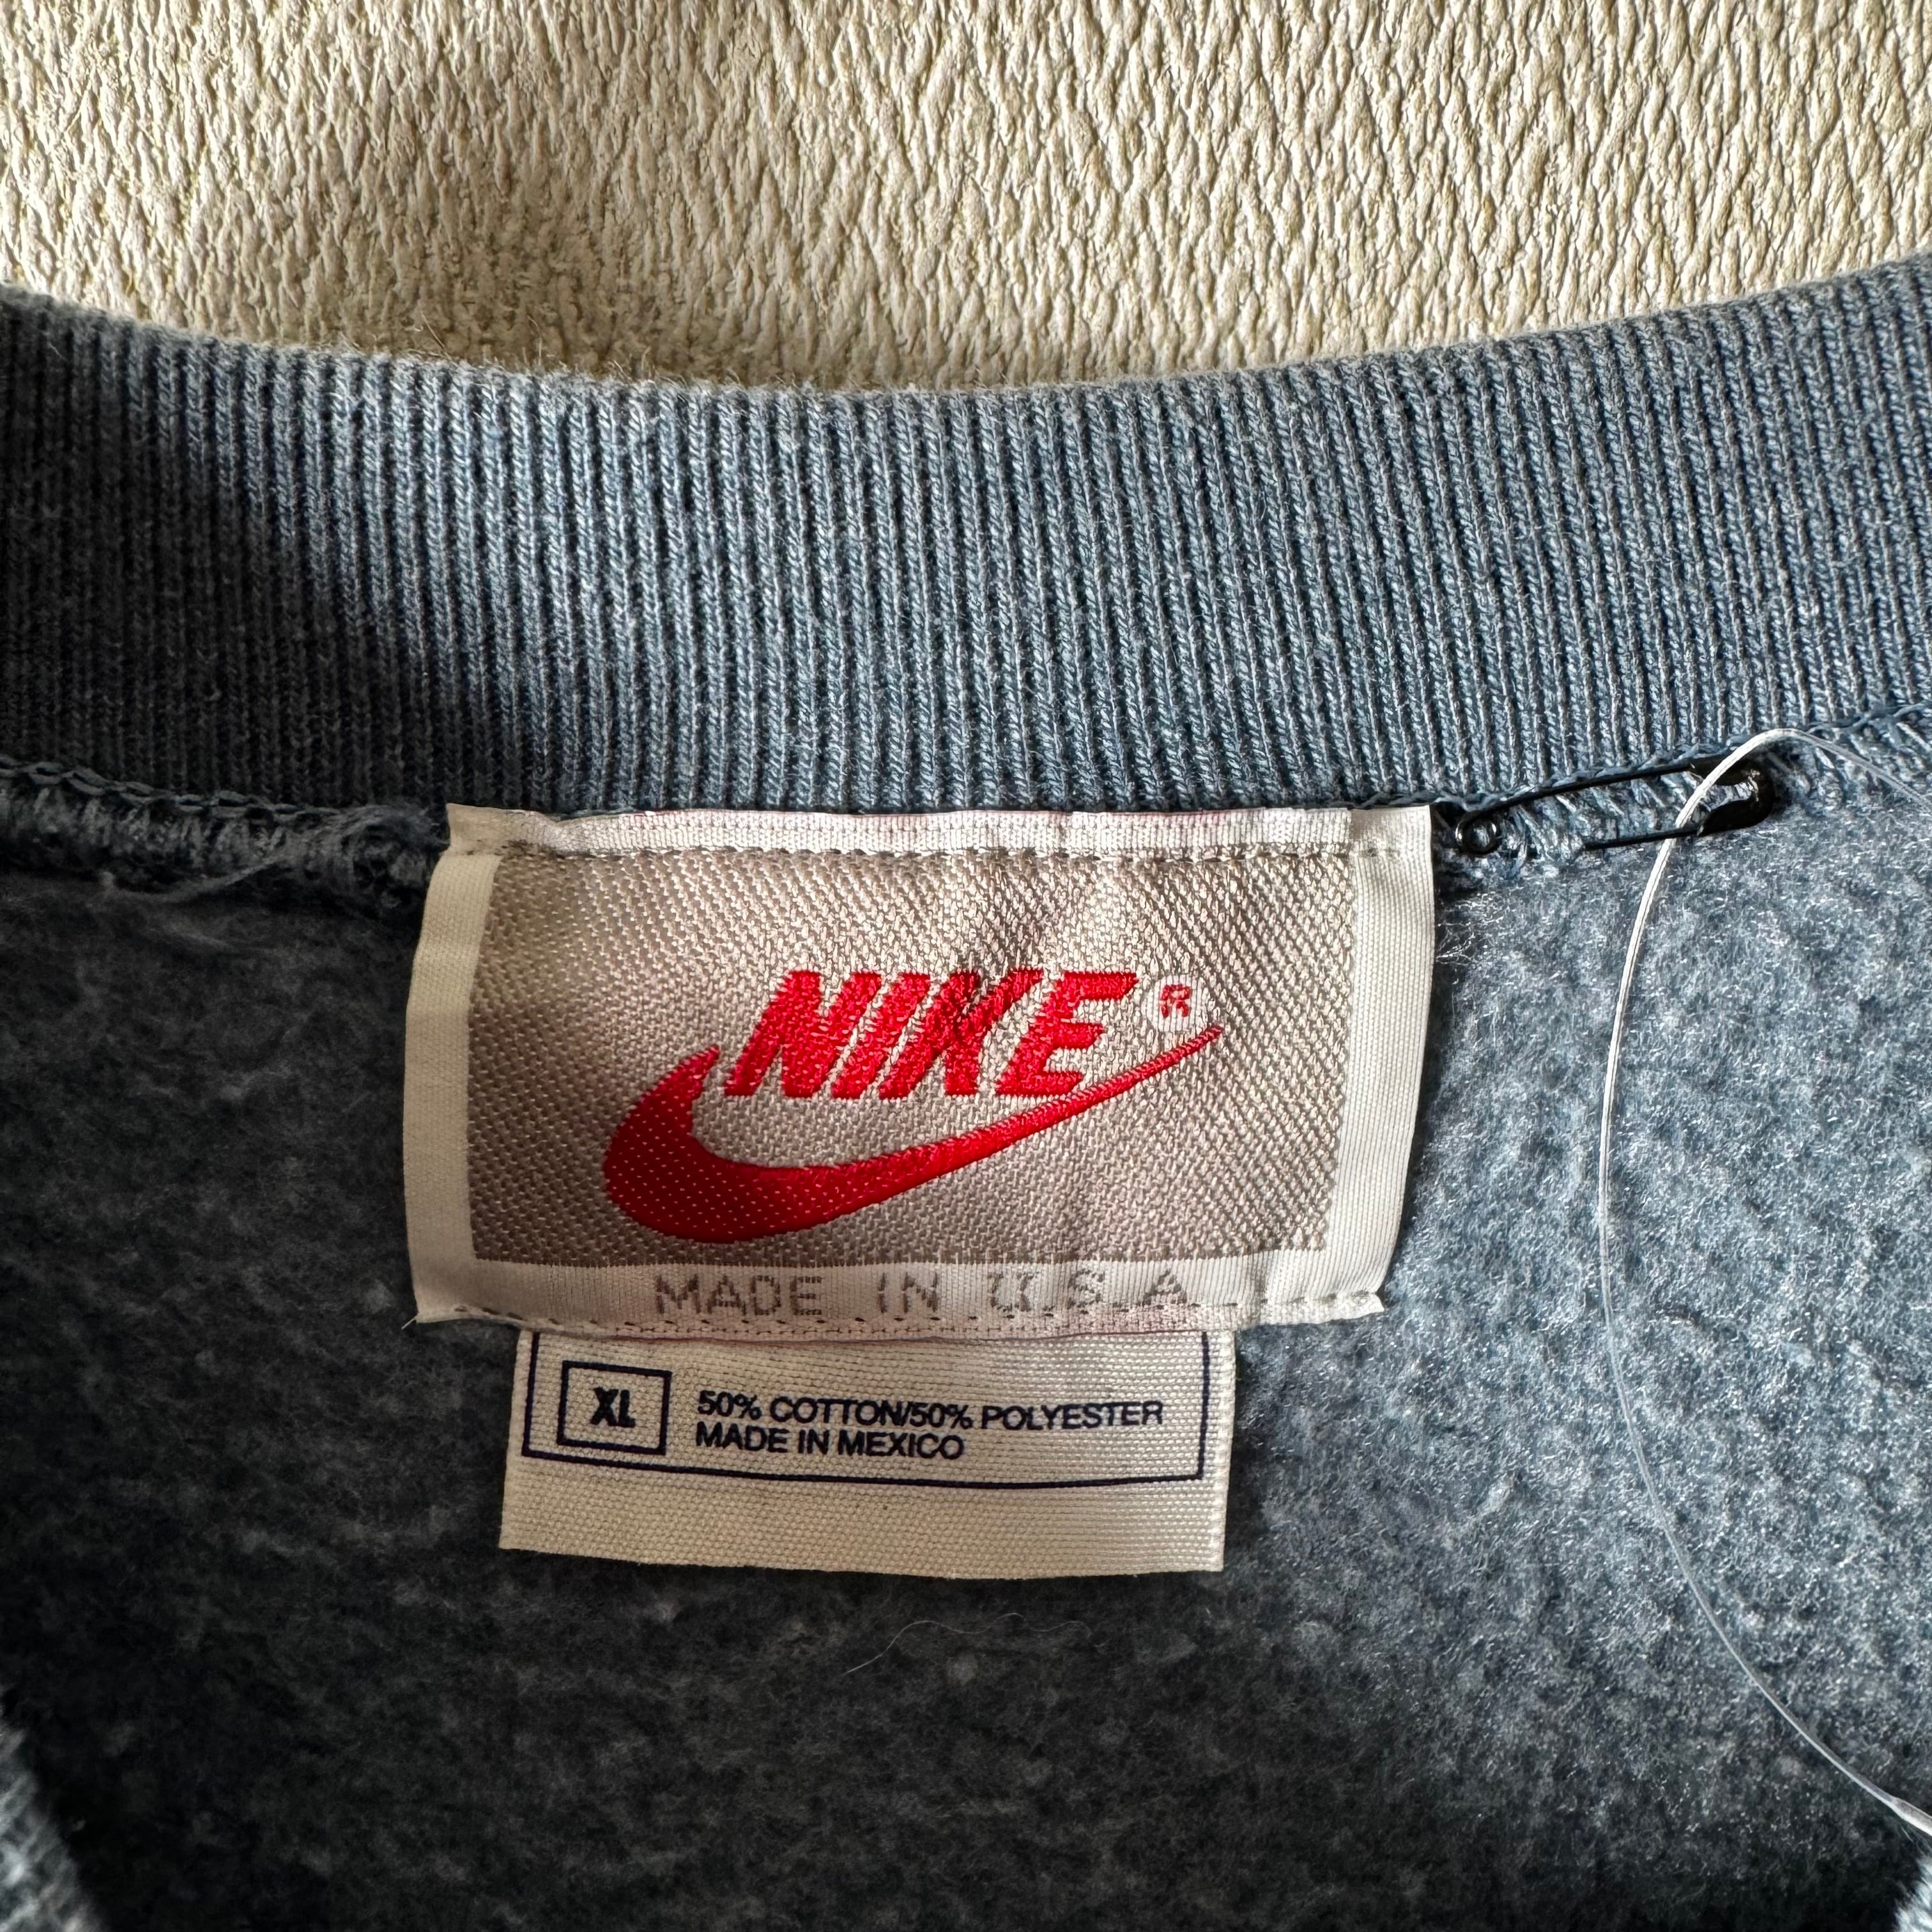 NIKE®
MADE IN U.S.A
XL
50% COTTON/50% POLYESTER
MADE IN MEXICO